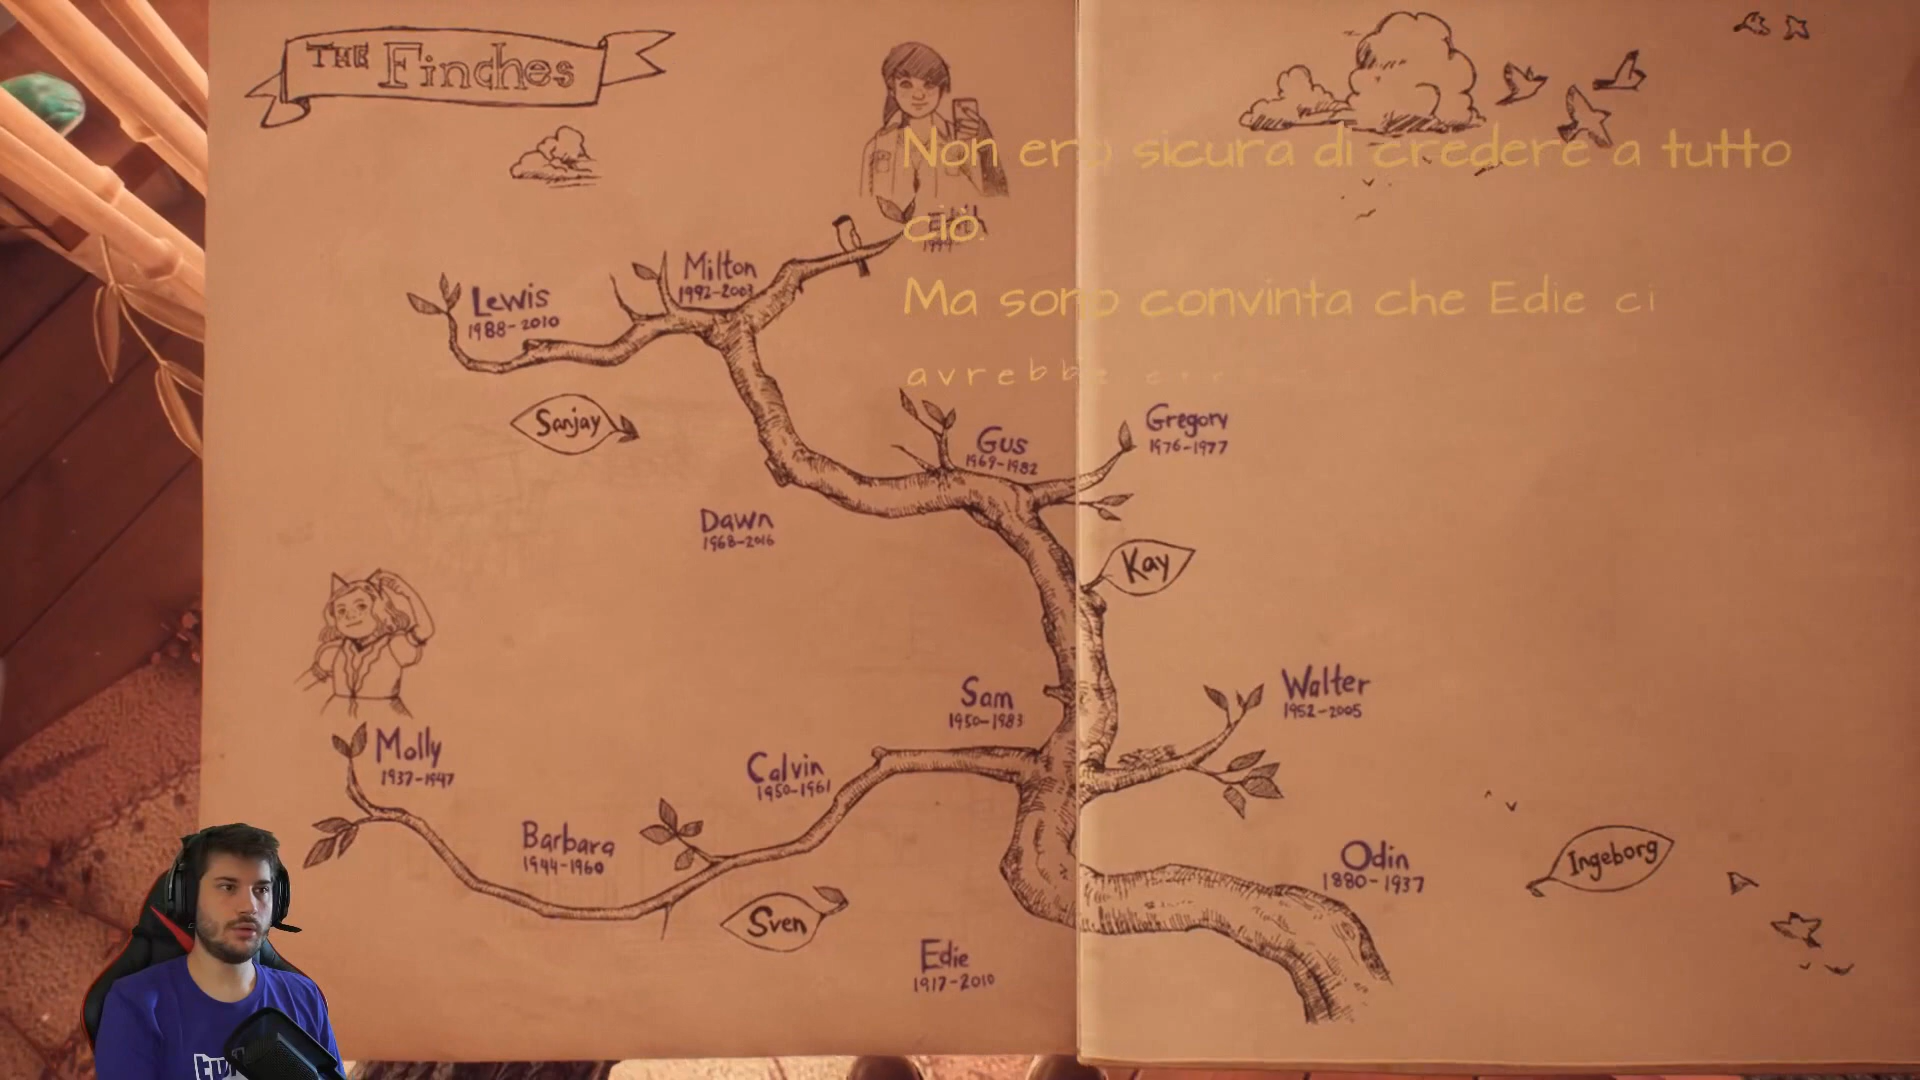 THE Finches
Non ero sicura di credere a tutto
ciò.
Ma sono convinta che Edie ci
avrebbe
Edith
1999-
Milton
1992-2003
Lewis
1988-2010
Sanjay
Gus
1969-1982
Gregory
1976-1977
Dawn
1968-2016
Kay
Sam
1950-1983
Walter
1952-2005
Molly
1937-1947
Calvin
1950-1961
Barbara
1944-1960
Odin
1880-1937
Ingeborg
Sven
Edie
1917-2010